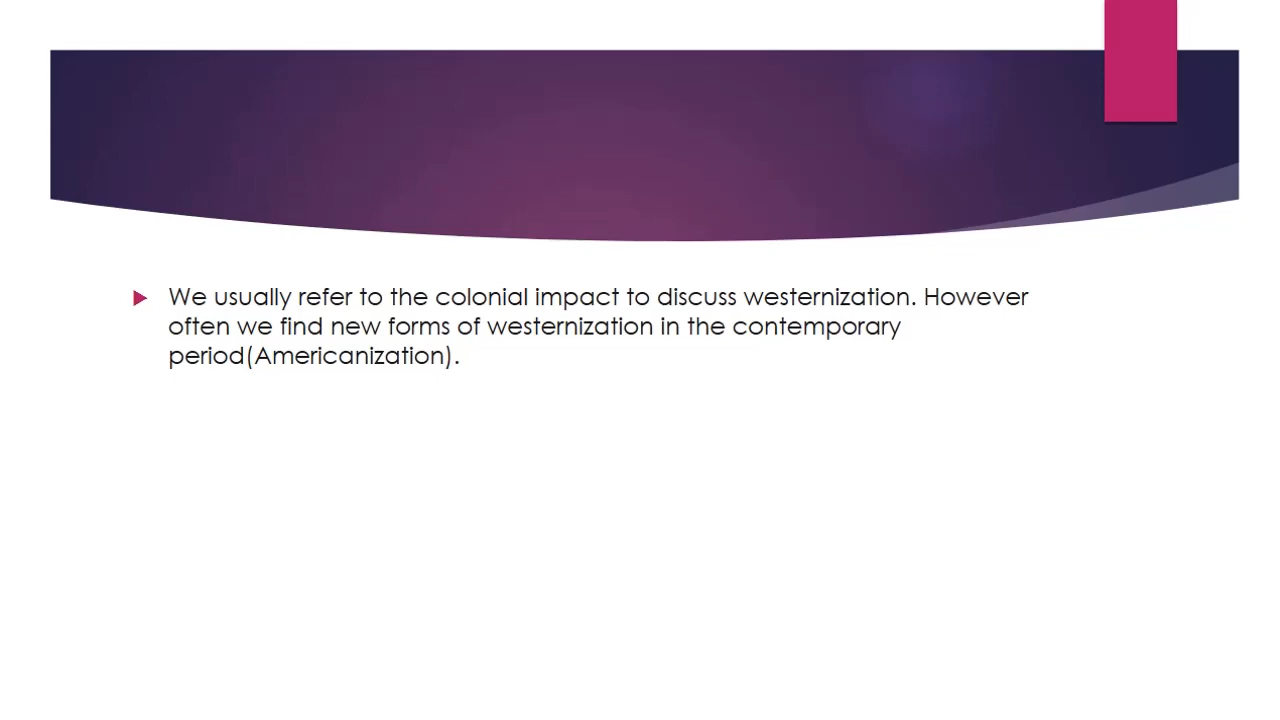 We usually refer to the colonial impact to discuss westernization. However
often we find new forms of westernization in the contemporary
period(Americanization).